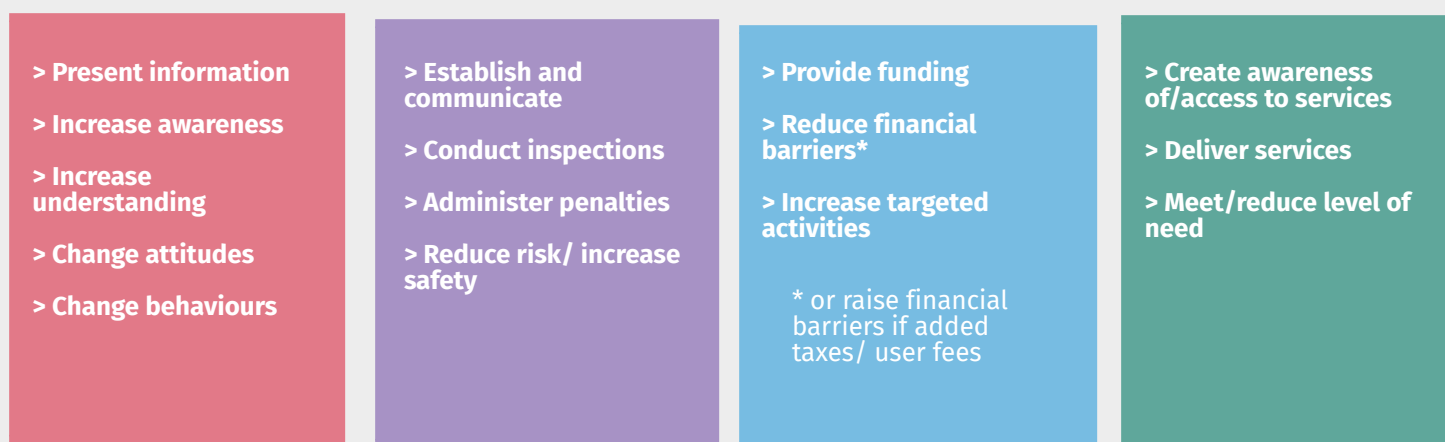 > Present information
> Increase awareness
> Increase
understanding
> Change attitudes
> Change behaviours
> Establish and
communicate
> Conduct inspections
> Administer penalties
> Reduce risk/ increase
safety
> Provide funding
> Reduce financial
barriers*
> Increase targeted
activities
* or raise financial
barriers if added
taxes/ user fees
> Create awareness
of/access to services
> Deliver services
> Meet/reduce level of
need